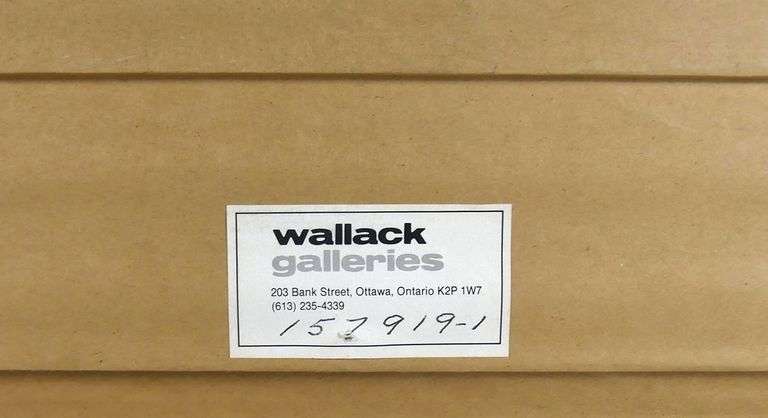 wallack
galleries
203 Bank Street, Ottawa, Ontario K2P 1W7
(613) 235-4339
157919-1